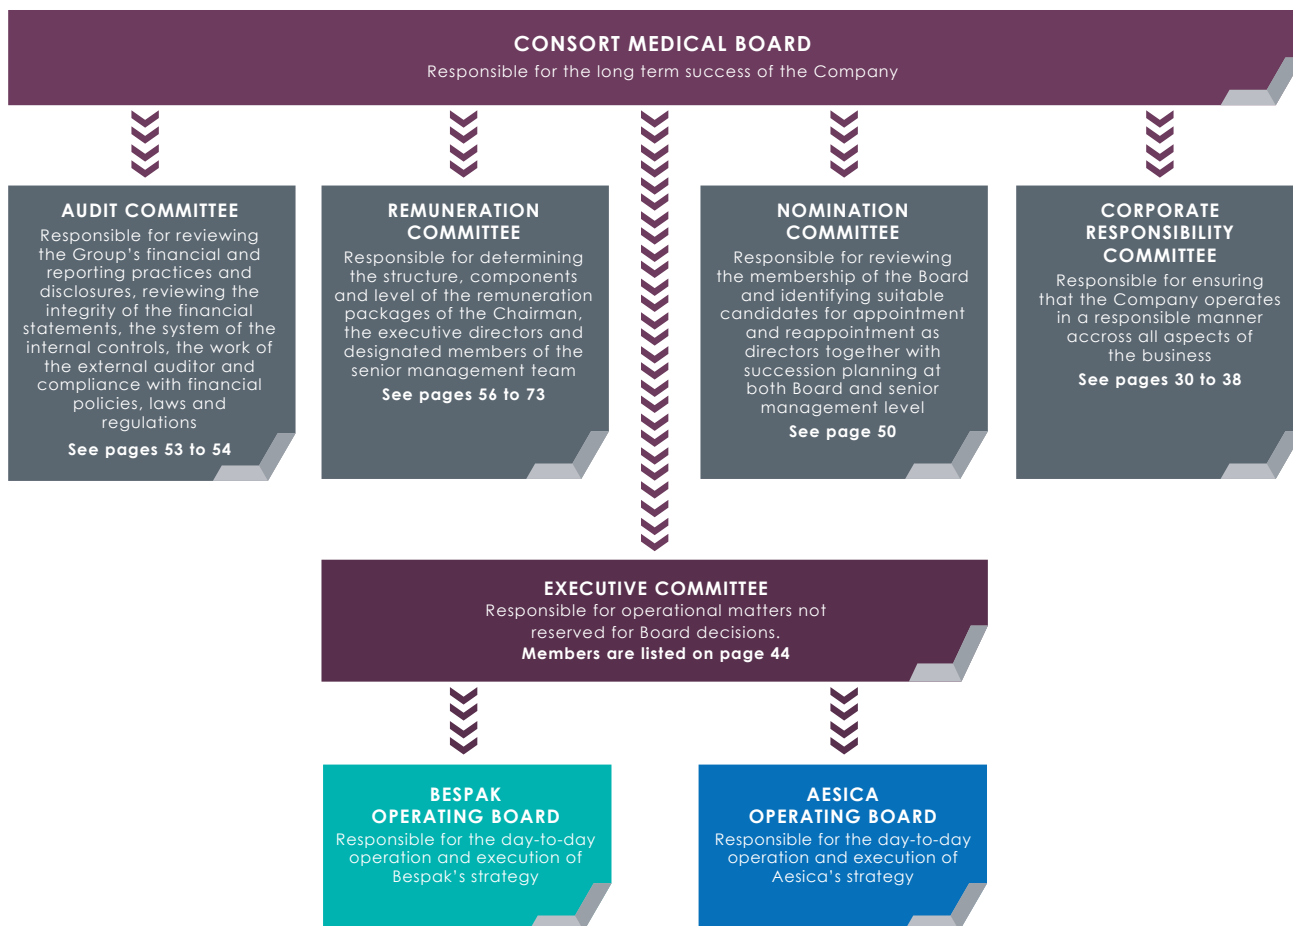 CONSORT MEDICAL BOARD
Responsible for the long term success of the Company
AUDIT COMMITTEE
Responsible for reviewing
the Group’s financial and
reporting practices and
disclosures, reviewing the
integrity of the financial
statements, the system of the
internal controls, the work of
the external auditor and
compliance with financial
policies, laws and
regulations
See pages 53 to 54
REMUNERATION
COMMITTEE
Responsible for determining
the structure, components
and level of the remuneration
packages of the Chairman,
the executive directors and
designated members of the
senior management team
See pages 56 to 73
NOMINATION
COMMITTEE
Responsible for reviewing
the membership of the Board
and identifying suitable
candidates for appointment
and reappointment as
directors together with
succession planning at
both Board and senior
management level
See page 50
CORPORATE
RESPONSIBILITY
COMMITTEE
Responsible for ensuring
that the Company operates
in a responsible manner
accross all aspects of
the business
See pages 30 to 38
EXECUTIVE COMMITTEE
Responsible for operational matters not
reserved for Board decisions.
Members are listed on page 44
BESPAK
OPERATING BOARD
Responsible for the day-to-day
operation and execution of
Bespak’s strategy
AESICA
OPERATING BOARD
Responsible for the day-to-day
operation and execution of
Aesica’s strategy